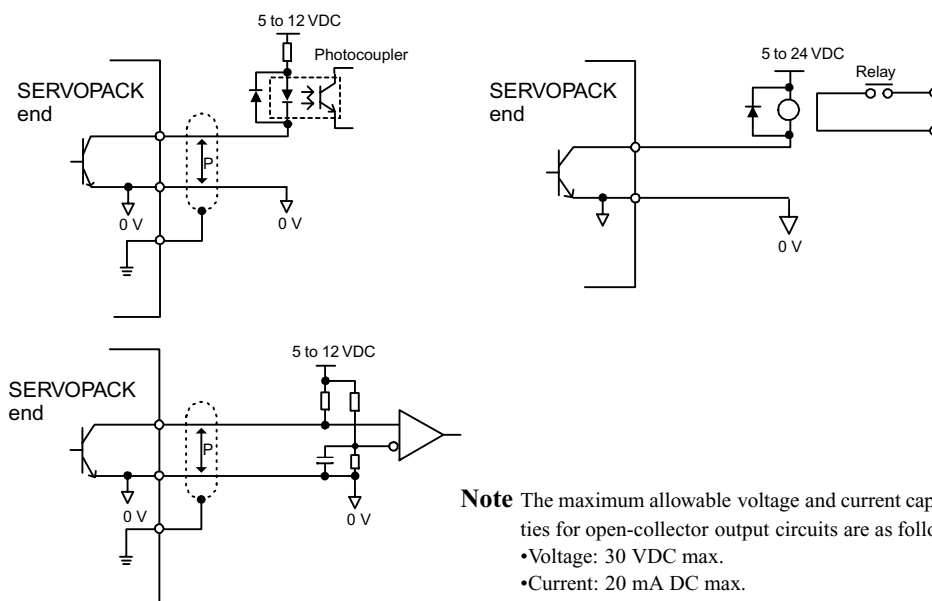 5 to 12 VDC
Photocoupler
SERVOPACK
end
P
0 V
0 V
5 to 24 VDC
Relay
SERVOPACK
end
0 V
5 to 12 VDC
SERVOPACK
end
P
0 V
0 V
Note The maximum allowable voltage and current cap
ties for open-collector output circuits are as follo
•Voltage: 30 VDC max.
•Current: 20 mA DC max.